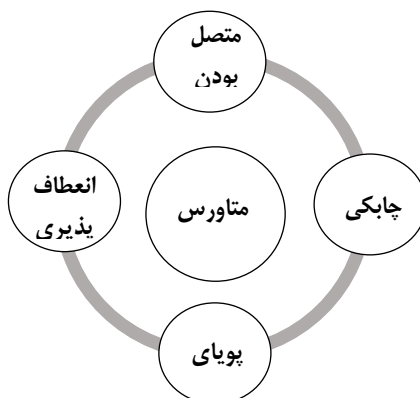 متصل
بودن
انعطاف
پذیری
متاورس
چابکی
پویای